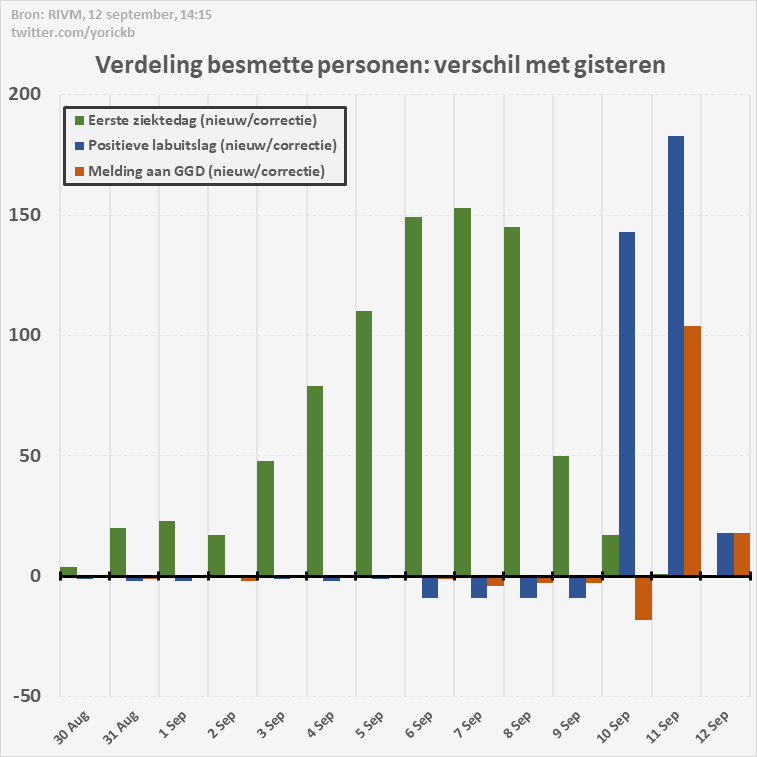 Bron: RIVM, 12 september, 14:15
twitter.com/yorickb
Verdeling besmette personen: verschil met gisteren
Eerste ziektedag (nieuw/correctie)
Positieve labuitslag (nieuw/correctie)
Melding aan GGD (nieuw/correctie)
200
150
100
50
0
-50
30 Aug
31 Aug
1 Sep
2 Sep
3 Sep
4 Sep
5 Sep
6 Sep
7 Sep
8 Sep
9 Sep
10 Sep
11 Sep
12 Sep